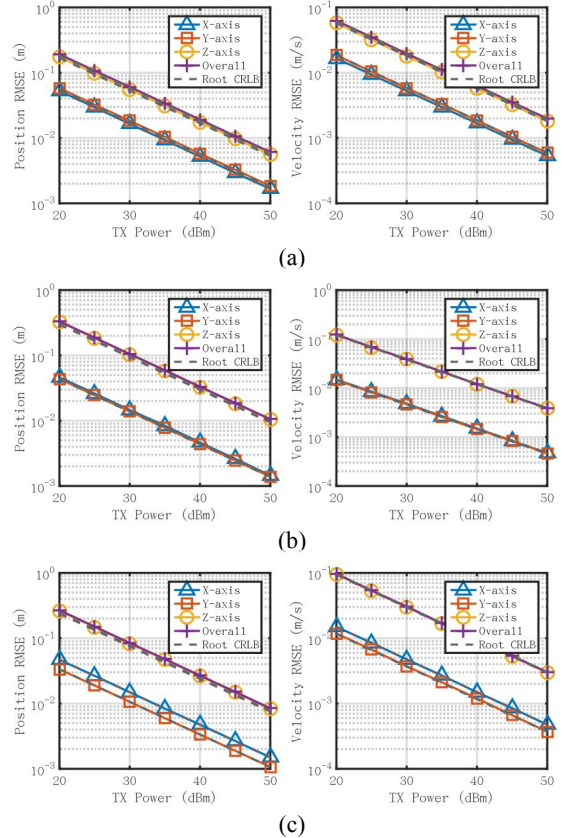 10^0
10^-1
10^-2
10^-3
Position RMSE (m)
X-axis
Y-axis
Z-axis
Overall
Root CRLB
20 30 40 50
TX Power (dBm)
10^-1
10^-2
10^-3
10^-4
Velocity RMSE (m/s)
X-axis
Y-axis
Z-axis
Overall
Root CRLB
20 30 40 50
TX Power (dBm)
(a)
10^0
10^-1
10^-2
10^-3
Position RMSE (m)
X-axis
Y-axis
Z-axis
Overall
Root CRLB
20 30 40 50
TX Power (dBm)
10^0
10^-1
10^-2
10^-3
10^-4
Velocity RMSE (m/s)
X-axis
Y-axis
Z-axis
Overall
Root CRLB
20 30 40 50
TX Power (dBm)
(b)
10^0
10^-1
10^-2
10^-3
Position RMSE (m)
X-axis
Y-axis
Z-axis
Overall
Root CRLB
20 30 40 50
TX Power (dBm)
10^-1
10^-2
10^-3
10^-4
Velocity RMSE (m/s)
X-axis
Y-axis
Z-axis
Overall
Root CRLB
20 30 40 50
TX Power (dBm)
(c)